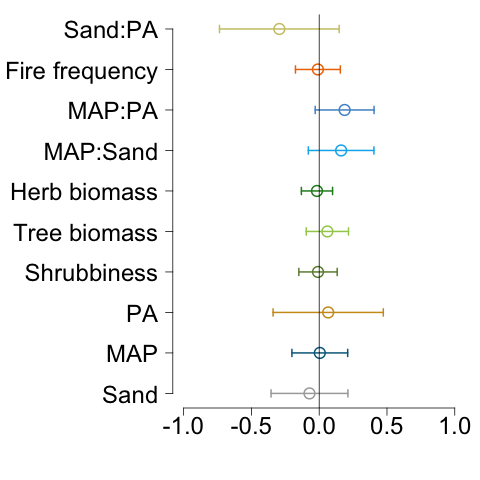 Sand:PA
Fire frequency
MAP:PA
MAP:Sand
Herb biomass
Tree biomass
Shrubbiness
PA
MAP
Sand
-1.0 -0.5 0.0 0.5 1.0